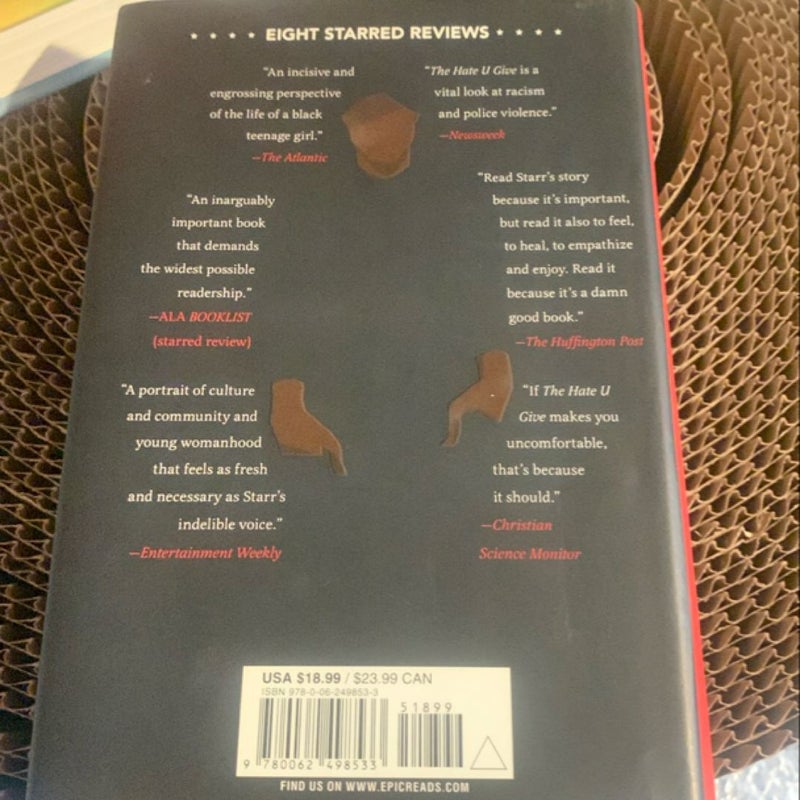 ★ ★ ★ ★ EIGHT STARRED REVIEWS ★ ★ ★ ★
"An incisive and
engrossing perspective
of the life of a black
teenage girl."
—The Atlantic
"The Hate U Give is a
vital look at racism
and police violence."
—Newsweek
"An inarguably
important book
that demands
the widest possible
readership."
—ALA BOOKLIST
(starred review)
"Read Starr's story
because it's important,
but read it also to feel,
to heal, to empathize
and enjoy. Read it
because it's a damn
good book."
—The Huffington Post
"A portrait of culture
and community and
young womanhood
that feels as fresh
and necessary as Starr's
indelible voice."
—Entertainment Weekly
"If The Hate U
Give makes you
uncomfortable,
that's because
it should."
—Christian
Science Monitor
USA $18.99 / $23.99 CAN
ISBN 978-0-06-249853-3
51899
9 780062 498533
FIND US ON WWW.EPICREADS.COM